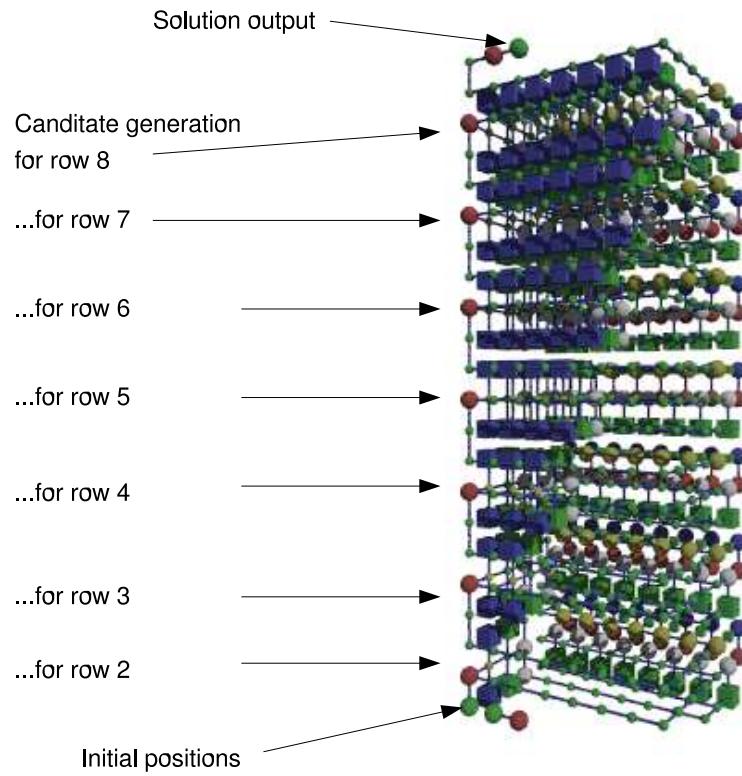 Solution output
Canditate generation
for row 8
...for row 7
...for row 6
...for row 5
...for row 4
...for row 3
...for row 2
Initial positions